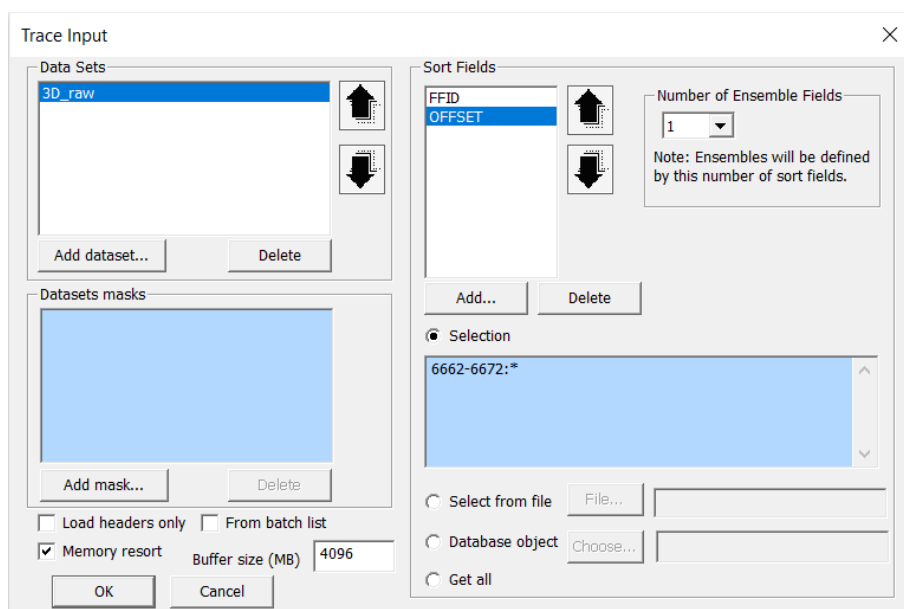 Trace Input
Data Sets
3D_raw
Add dataset...
Delete
Datasets masks
Add mask...
Delete
Load headers only
From batch list
Memory resort
Buffer size (MB)
4096
OK
Cancel
Sort Fields
FFID
OFFSET
Number of Ensemble Fields
1
Note: Ensembles will be defined
by this number of sort fields.
Add...
Delete
Selection
6662-6672:*
Select from file
File...
Database object
Choose...
Get all